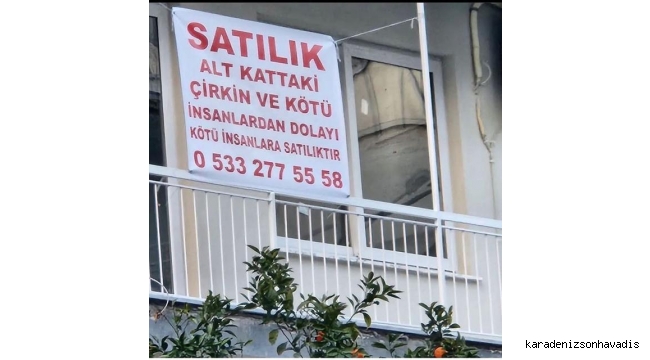 SATILIK
ALT KATTAKİ
ÇİRKİN VE KÖTÜ
İNSANLARDAN DOLAYI
KÖTÜ İNSANLARA SATILIKTIR
0 533 277 55 58
karadenizsonhavadis